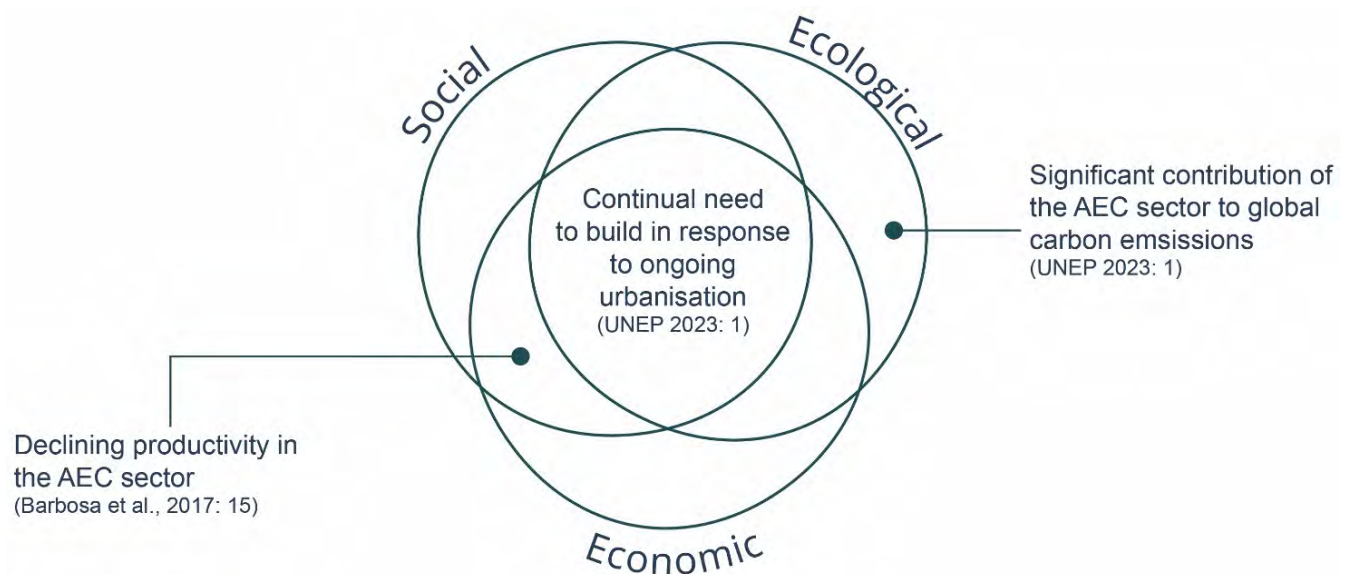 Social
Ecological
Continual need
to build in response
to ongoing
urbanisation
(UNEP 2023: 1)
Significant contribution of
the AEC sector to global
carbon emsissions
(UNEP 2023: 1)
Declining productivity in
the AEC sector
(Barbosa et al., 2017: 15)
Economic